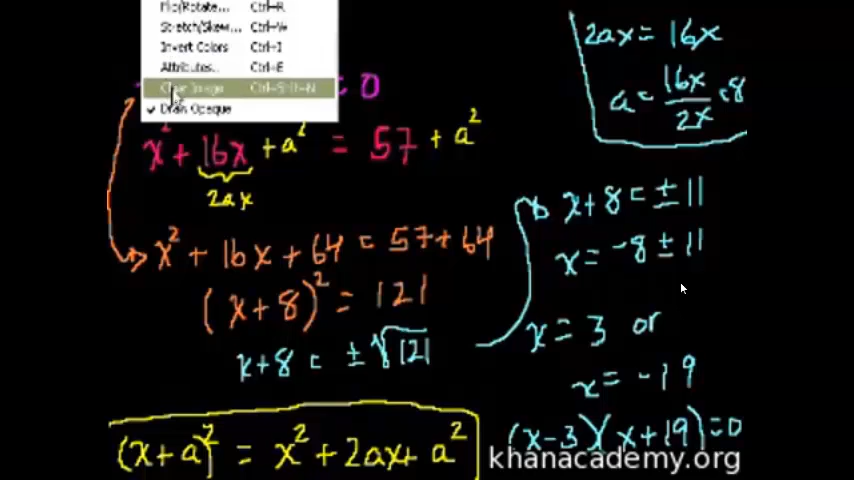 Flip/Rotate... Ctrl+R
Stretch/Skew... Ctrl+W
Invert Colors Ctrl+I
Attributes... Ctrl+E
Clear Image Ctrl+Shft+N
Draw Opaque
= 0
x² + 16x + a² = 57 + a²
2ax
x² + 16x + 64 = 57 + 64
(x+8)² = 121
x+8 = ±√121
(x+a)² = x² + 2ax + a²
2ax = 16x
a = 16x/2x = 8
x+8 = ±11
x = -8 ± 11
x = 3 or
x = -19
(x-3)(x+19)=0
khanacademy.org